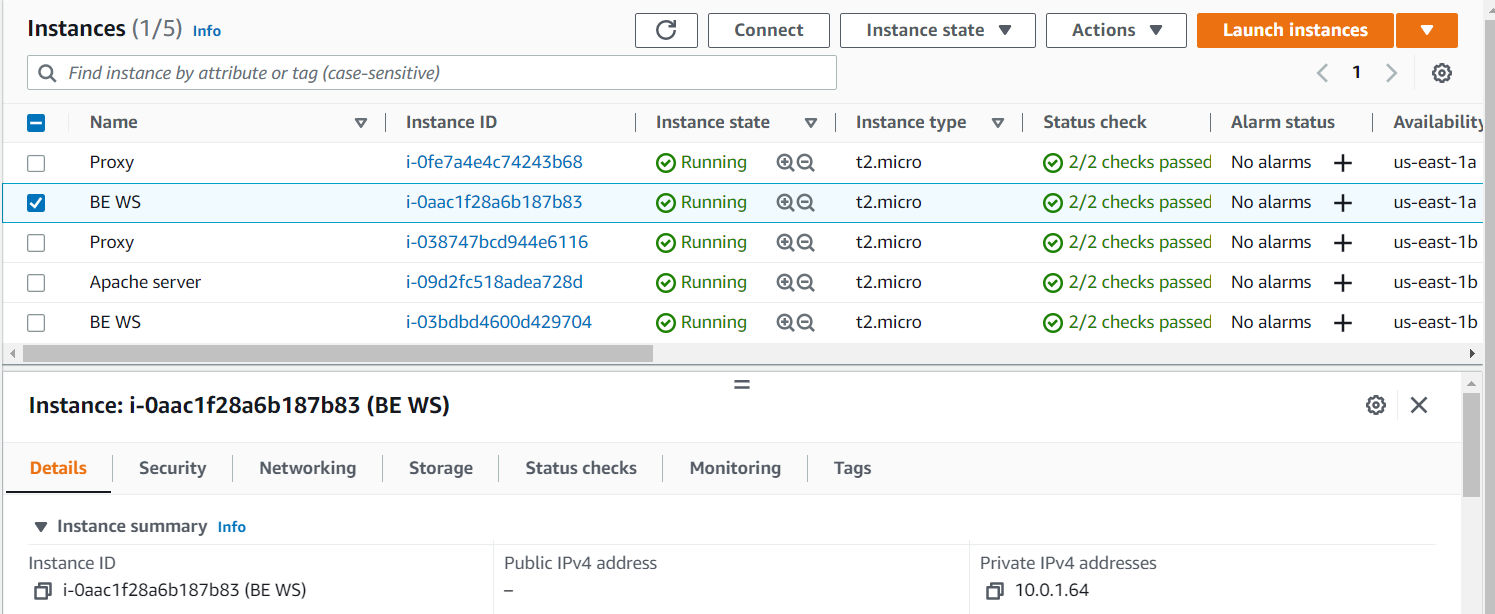 Instances (1/5) Info Connect Instance state Actions Launch instances
Find instance by attribute or tag (case-sensitive) 1
Name Instance ID Instance state Instance type Status check Alarm status Availability
Proxy i-0fe7a4e4c74243b68 Running t2.micro 2/2 checks passed No alarms + us-east-1a
BE WS i-0aac1f28a6b187b83 Running t2.micro 2/2 checks passed No alarms + us-east-1a
Proxy i-038747bcd944e6116 Running t2.micro 2/2 checks passed No alarms + us-east-1b
Apache server i-09d2fc518adea728d Running t2.micro 2/2 checks passed No alarms + us-east-1b
BE WS i-03bdbd4600d429704 Running t2.micro 2/2 checks passed No alarms + us-east-1b
Instance: i-0aac1f28a6b187b83 (BE WS)
Details Security Networking Storage Status checks Monitoring Tags
Instance summary Info
Instance ID Public IPv4 address Private IPv4 addresses
i-0aac1f28a6b187b83 (BE WS) – 10.0.1.64